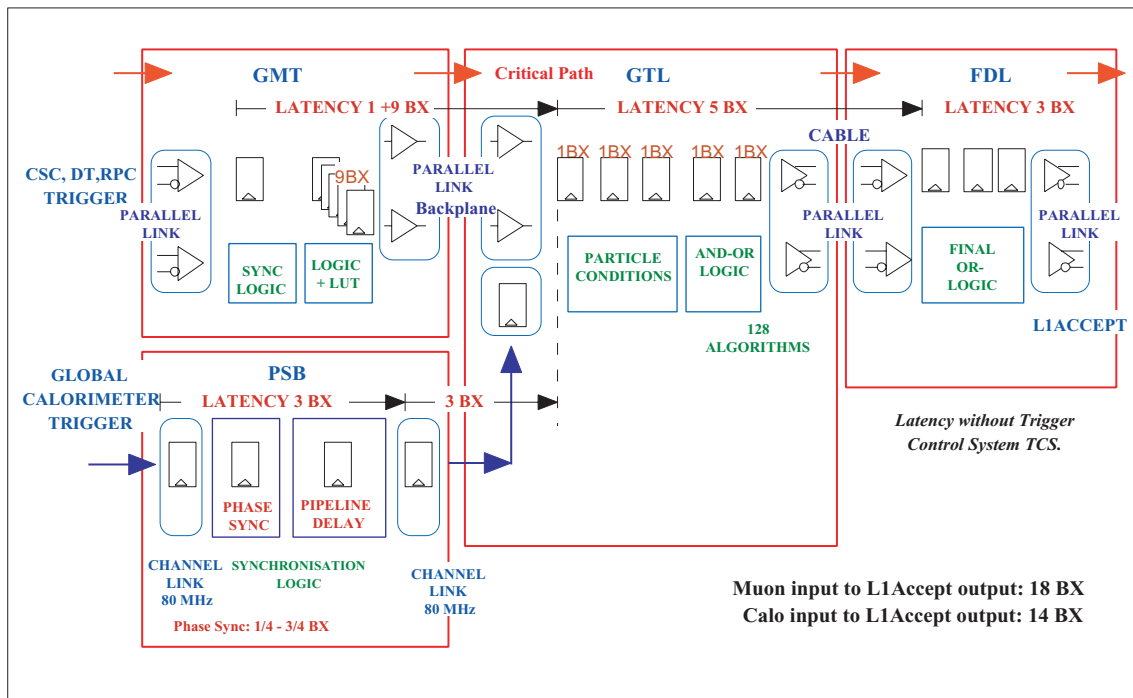 GMT
Critical Path
GTL
FDL
LATENCY 1 +9 BX
LATENCY 5 BX
LATENCY 3 BX
CABLE
CSC, DT,RPC
TRIGGER
PARALLEL
LINK
9BX
PARALLEL
LINK
Backplane
1BX
1BX
1BX
1BX
1BX
PARALLEL
LINK
PARALLEL
LINK
SYNC
LOGIC
LOGIC
+ LUT
PARTICLE
CONDITIONS
AND-OR
LOGIC
FINAL
OR-
LOGIC
128
ALGORITHMS
L1ACCEPT
GLOBAL
CALORIMETER
TRIGGER
PSB
LATENCY 3 BX
3 BX
Latency without Trigger
Control System TCS.
PHASE
SYNC
PIPELINE
DELAY
CHANNEL
LINK
80 MHz
SYNCHRONISATION
LOGIC
CHANNEL
LINK
80 MHz
Phase Sync: 1/4 - 3/4 BX
Muon input to L1Accept output: 18 BX
Calo input to L1Accept output: 14 BX